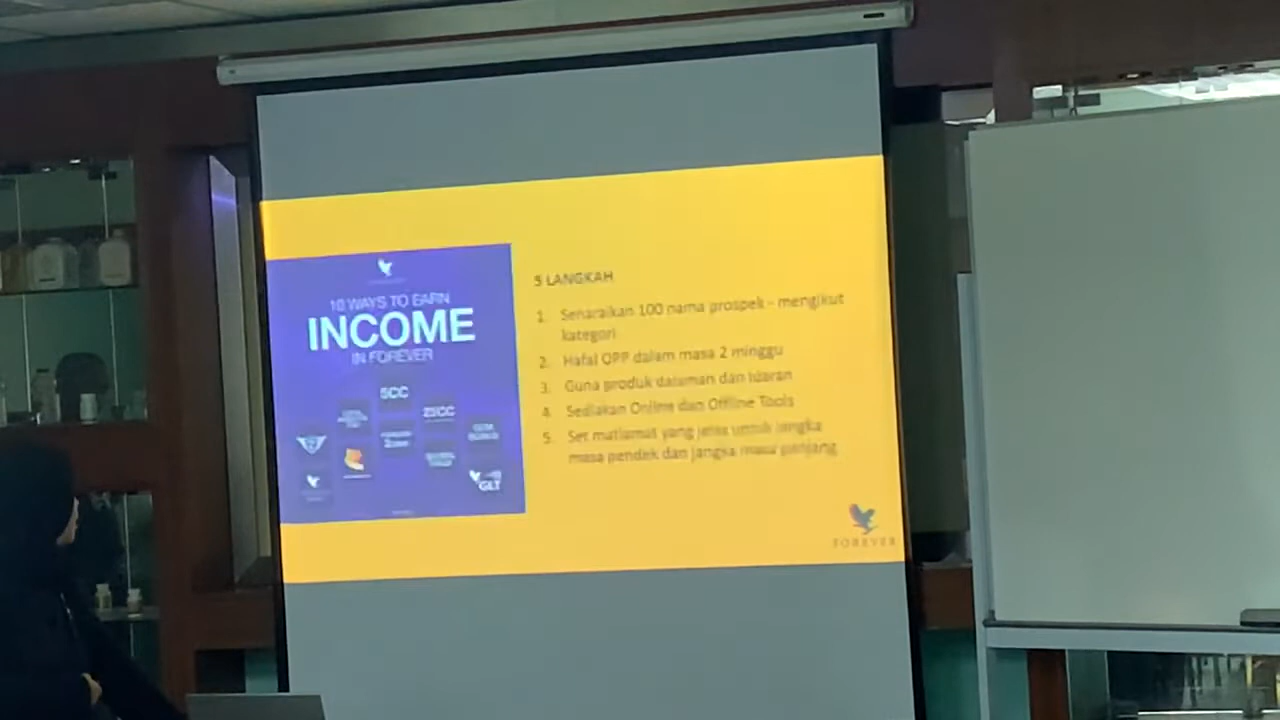 10 WAYS TO EARN
INCOME
IN FOREVER
5CC
25CC
GLT
5 LANGKAH
1. Senaraikan 100 nama prospek - mengikut
kategori
2. Hafal OPP dalam masa 2 minggu
3. Guna produk dalaman dan luaran
4. Sediakan Online dan Offline Tools
5. Set matlamat yang jelas untuk jangka
masa pendek dan jangka masa panjang
FOREVER